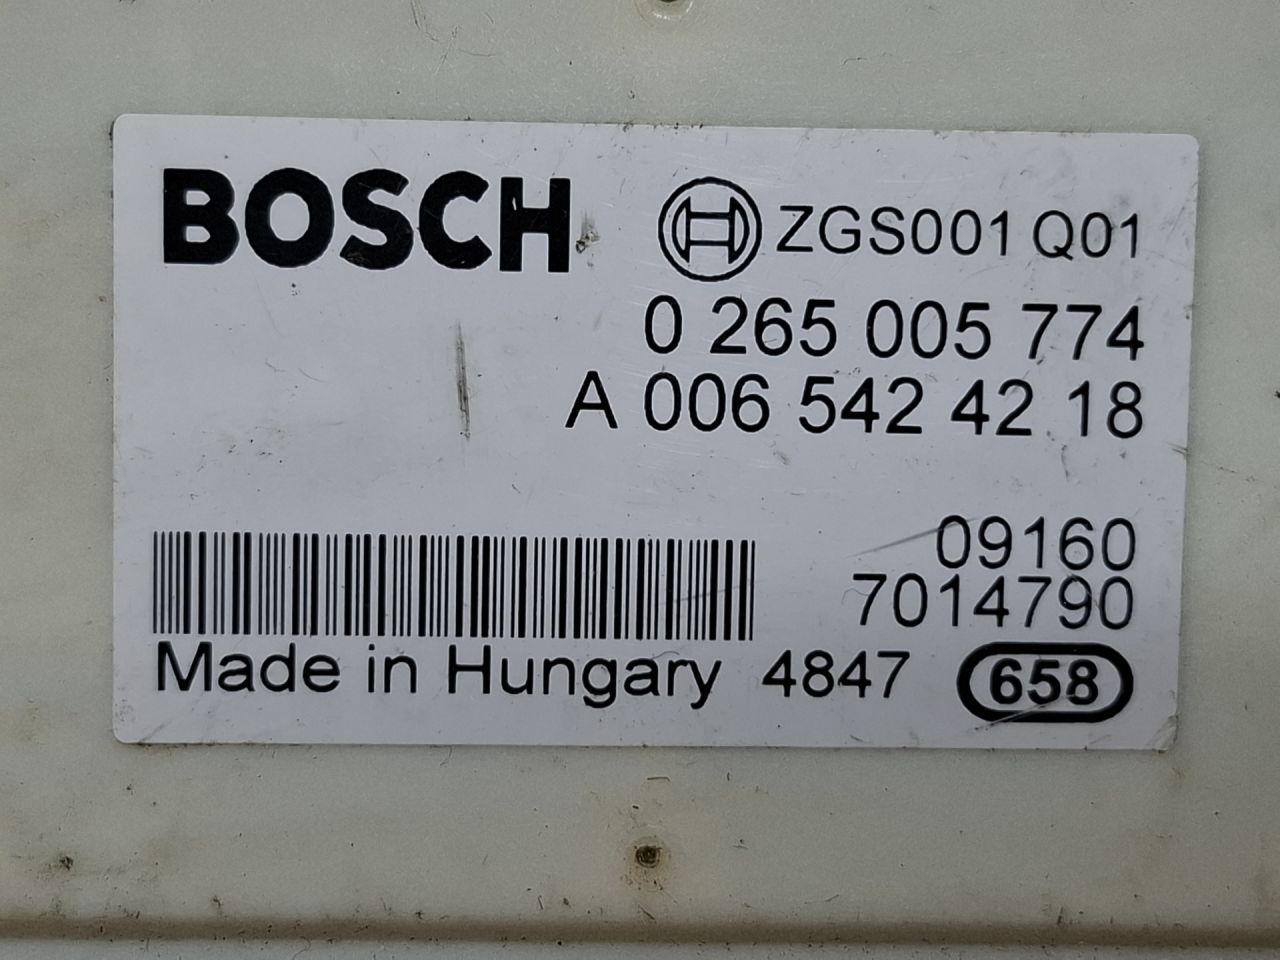 BOSCH ZGS001 Q01
0 265 005 774
A 006 542 42 18
09160
7014790
Made in Hungary 4847 658